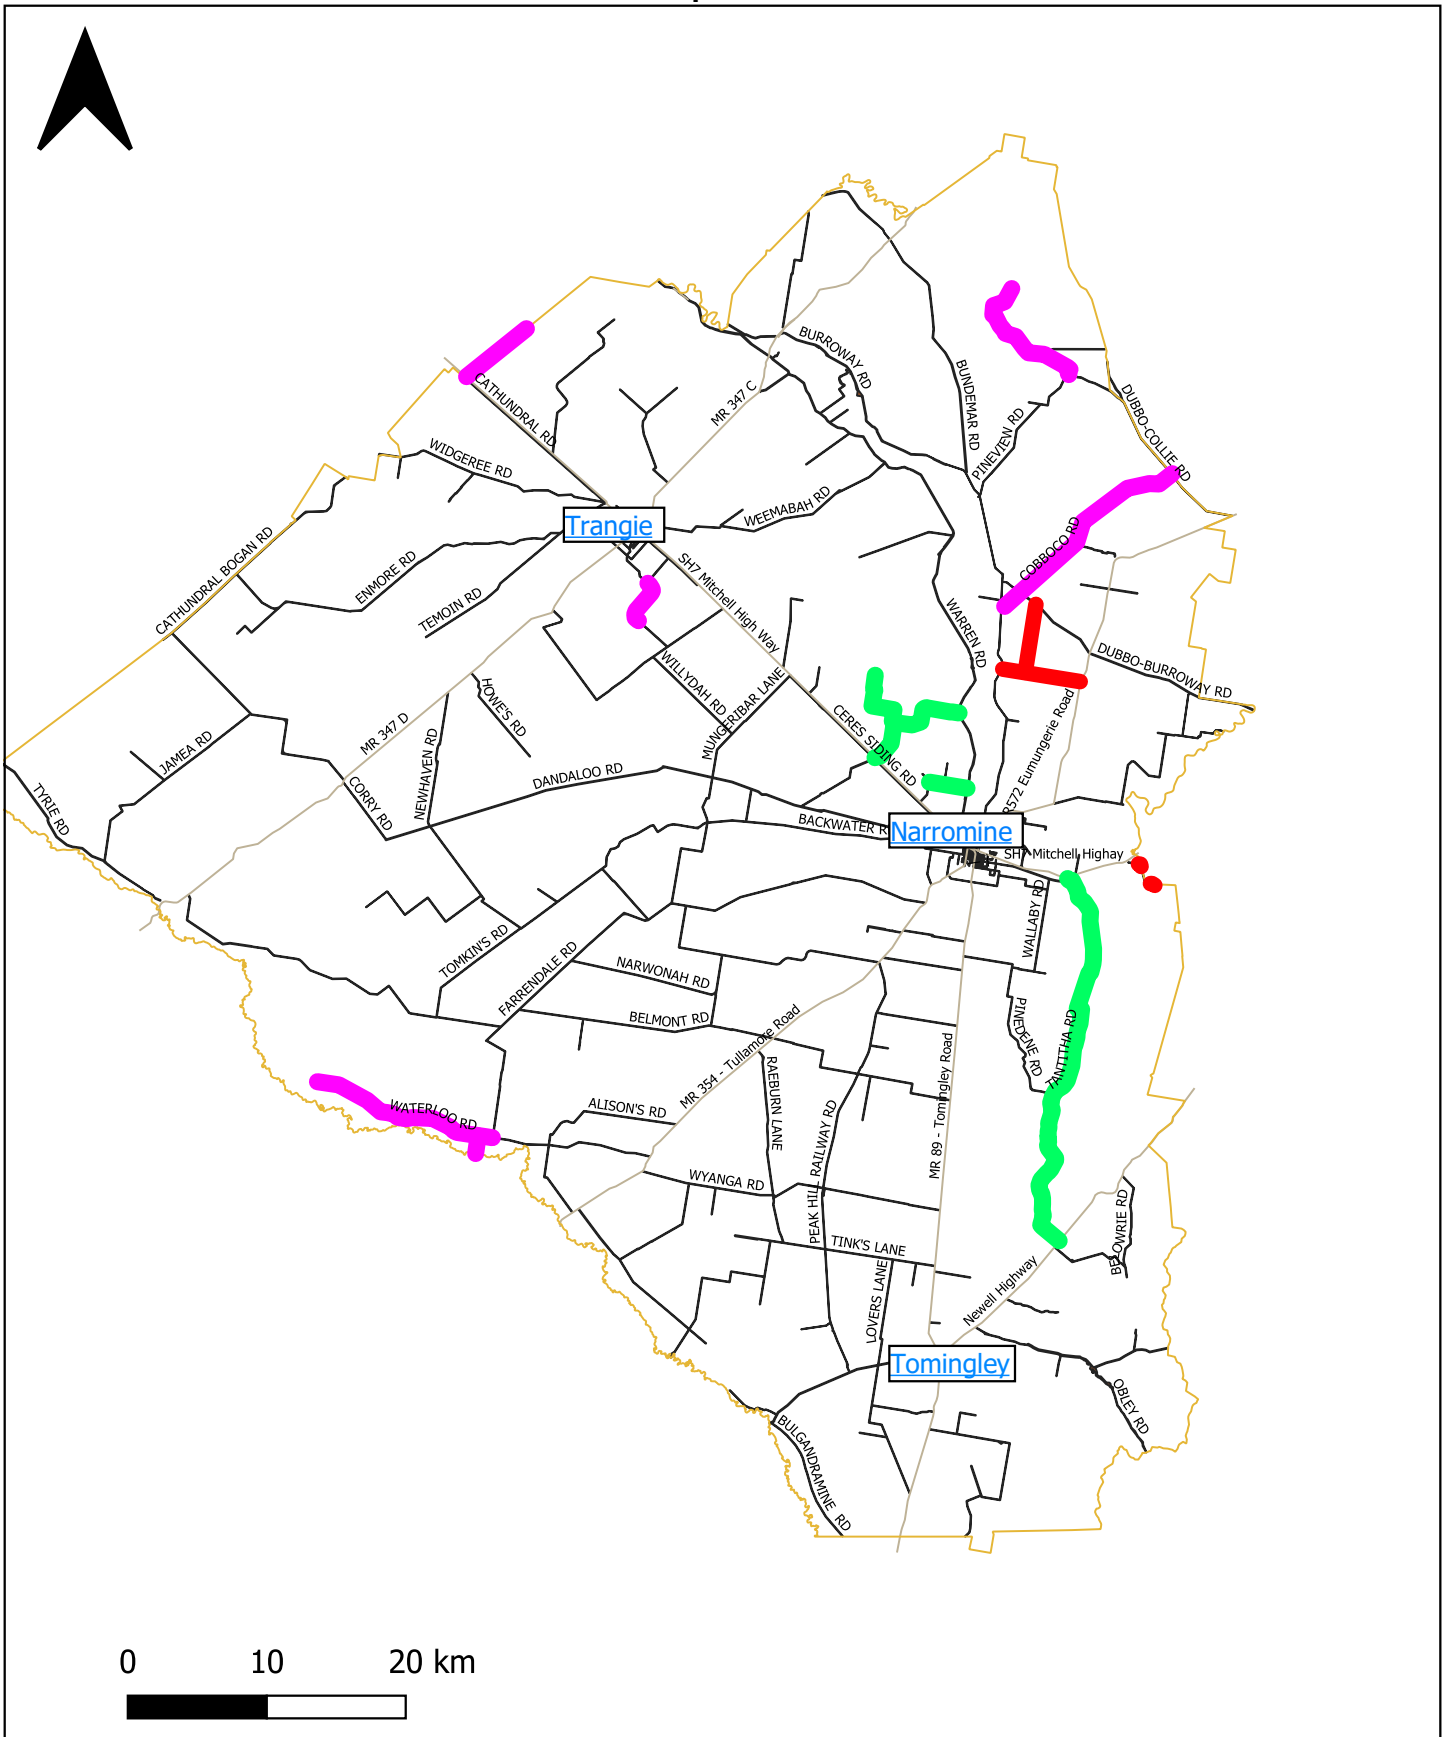 BURROWAY RD
BUNDEMAR RD
MR 347 C
CATHUNDRAL RD
DUBBO-COLLIE RD
PINEVIEW RD
WIDGEREE RD
WEEMABAH RD
Trangie
COBBOCO RD
CATHUNDRAL BOGAN RD
ENMORE RD
TEMOIN RD
SH7 Mitchell High Way
WARREN RD
DUBBO-BURROWAY RD
WILLYDAH RD
MUNGERIBAR LANE
HOWE'S RD
MR 347 D
CERES SIDING RD
R572 Eumungerie Road
JAMEA RD
TYRIE RD
CORRY RD
NEWHAVEN RD
DANDALOO RD
BACKWATER R
Narromine
SH7 Mitchell Highay
WALLABY RD
TOMKIN'S RD
FARRENDALE RD
NARWONAH RD
BELMONT RD
MR 354 - Tullamore Road
PINEDENE RD
TANTITHA RD
MR 89 - Tomingley Road
RAEBURN LANE
WATERLOO RD
ALISON'S RD
PEAK HILL RAILWAY RD
WYANGA RD
BELOWRIE RD
TINK'S LANE
LOVERS LANE
Newell Highway
Tomingley
OBLEY RD
BULGANDRAMINE RD
0 10 20 km